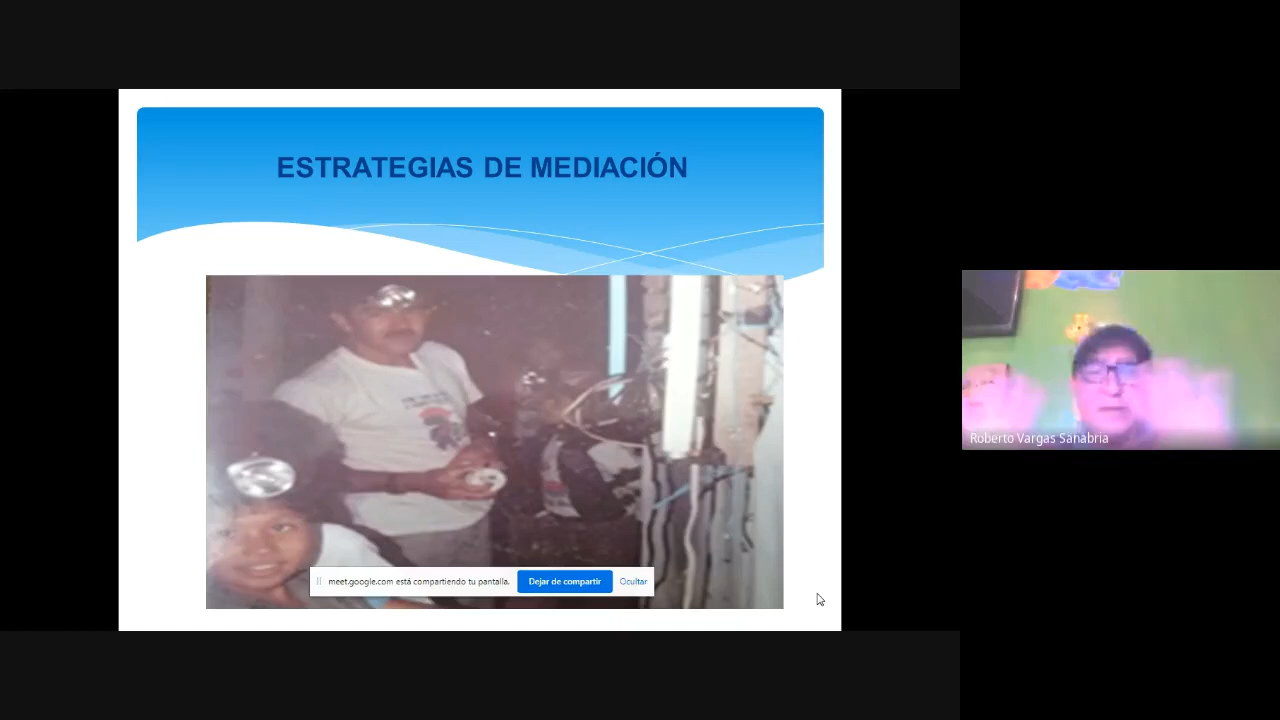 ESTRATEGIAS DE MEDIACIÓN
meet.google.com está compartiendo tu pantalla.
Dejar de compartir
Ocultar
Roberto Vargas Sanabria